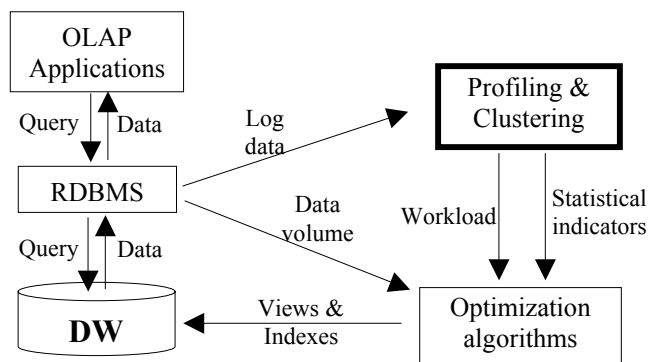 OLAP
Applications
Profiling &
Clustering
Query
Data
Log
data
RDBMS
Data
volume
Workload
Statistical
indicators
Query
Data
DW
Views &
Indexes
Optimization
algorithms